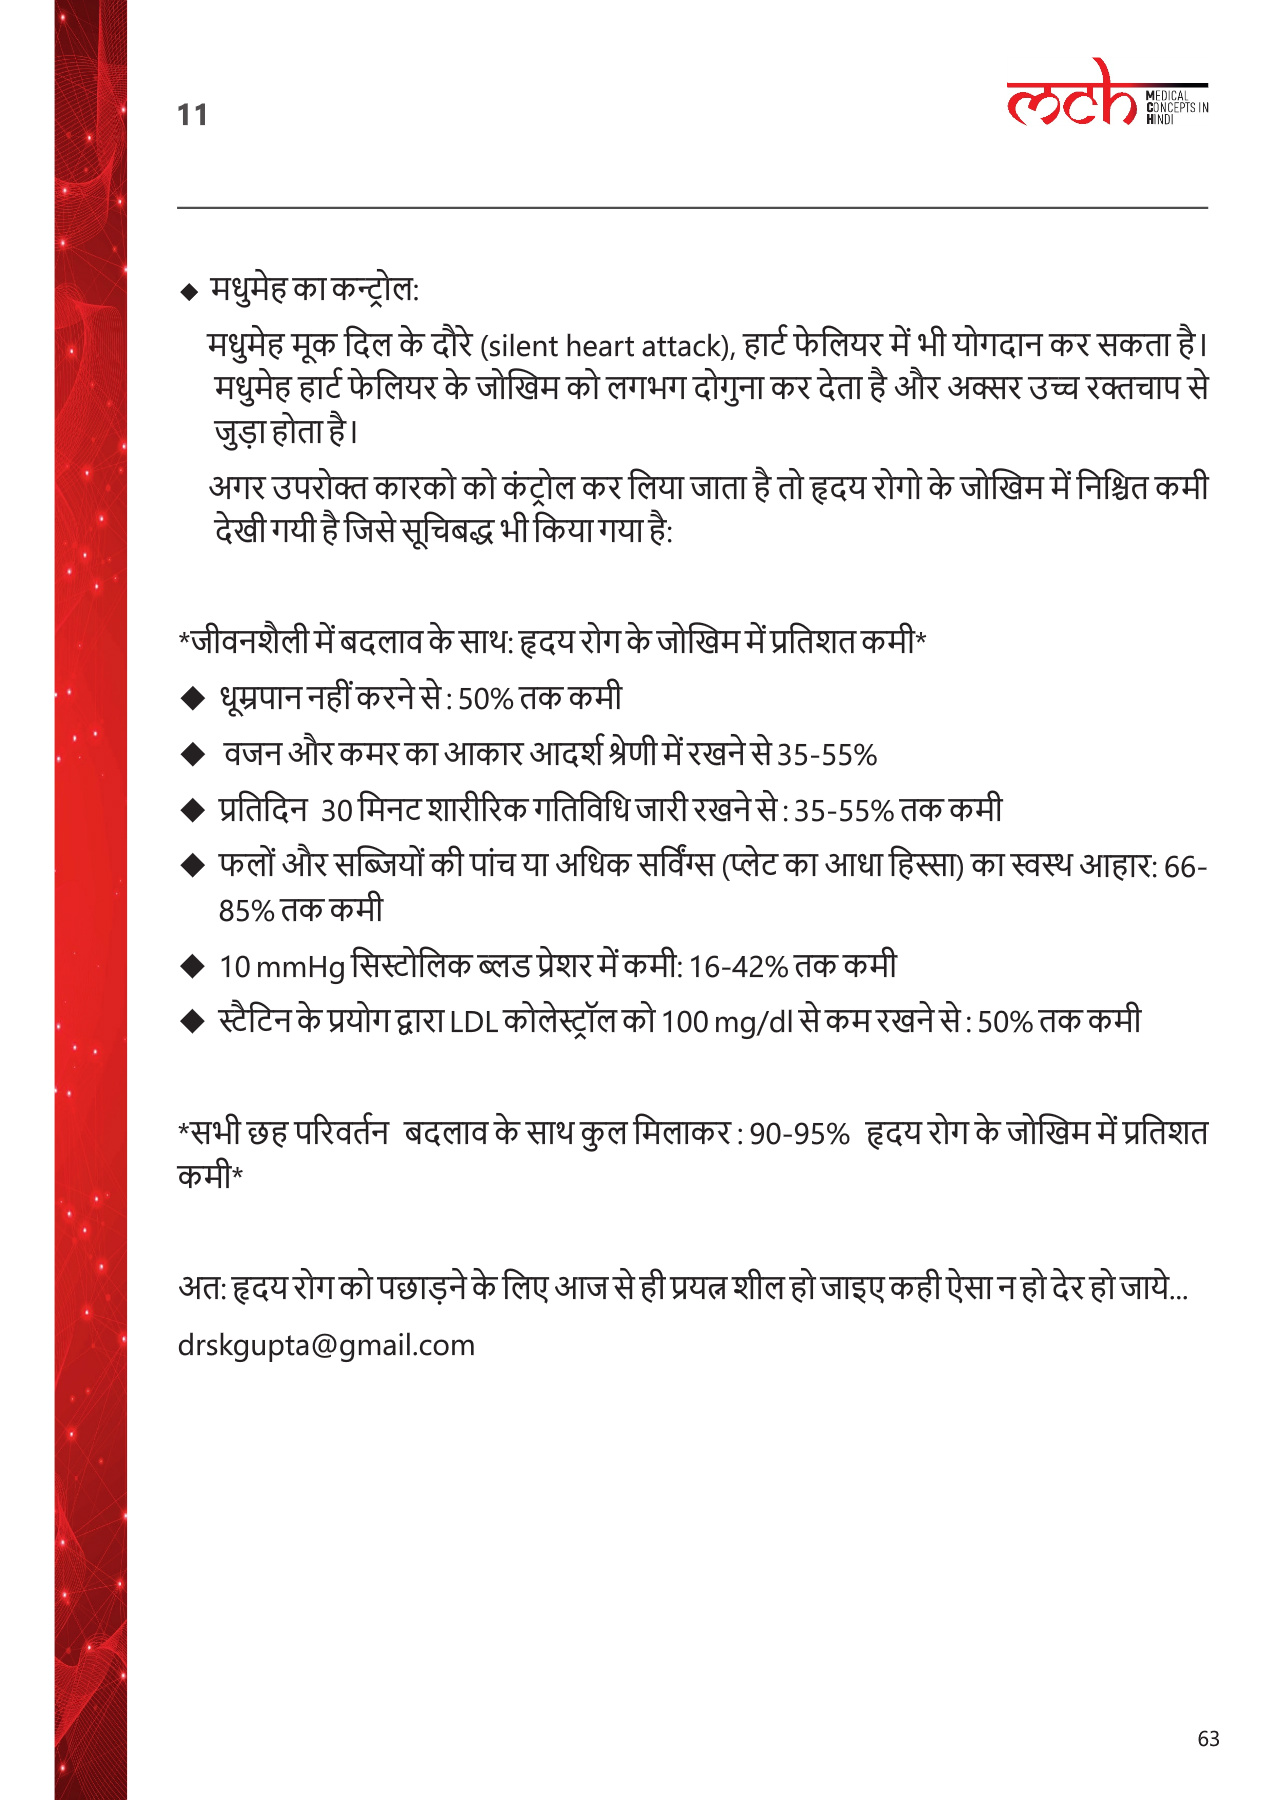 11
mch MEDICAL CONCEPTS IN HINDI
◆ मधुमेह का कन्ट्रोल:
मधुमेह मूक दिल के दौरे (silent heart attack), हार्ट फेलियर में भी योगदान कर सकता है।
मधुमेह हार्ट फेलियर के जोखिम को लगभग दोगुना कर देता है और अक्सर उच्च रक्तचाप से
जुड़ा होता है।
अगर उपरोक्त कारको को कंट्रोल कर लिया जाता है तो हृदय रोगो के जोखिम में निश्चित कमी
देखी गयी है जिसे सूचिबद्ध भी किया गया है:
*जीवनशैली में बदलाव के साथ: हृदय रोग के जोखिम में प्रतिशत कमी*
◆ धूम्रपान नहीं करने से : 50% तक कमी
◆ वजन और कमर का आकार आदर्श श्रेणी में रखने से 35-55%
◆ प्रतिदिन 30 मिनट शारीरिक गतिविधि जारी रखने से : 35-55% तक कमी
◆ फलों और सब्जियों की पांच या अधिक सर्विंग्स (प्लेट का आधा हिस्सा) का स्वस्थ आहार: 66-
85% तक कमी
◆ 10 mmHg सिस्टोलिक ब्लड प्रेशर में कमी: 16-42% तक कमी
◆ स्टैटिन के प्रयोग द्वारा LDL कोलेस्ट्रॉल को 100 mg/dl से कम रखने से : 50% तक कमी
*सभी छह परिवर्तन बदलाव के साथ कुल मिलाकर : 90-95% हृदय रोग के जोखिम में प्रतिशत
कमी*
अत: हृदय रोग को पछाड़ने के लिए आज से ही प्रयत्न शील हो जाइए कही ऐसा न हो देर हो जाये...
drskgupta@gmail.com
63